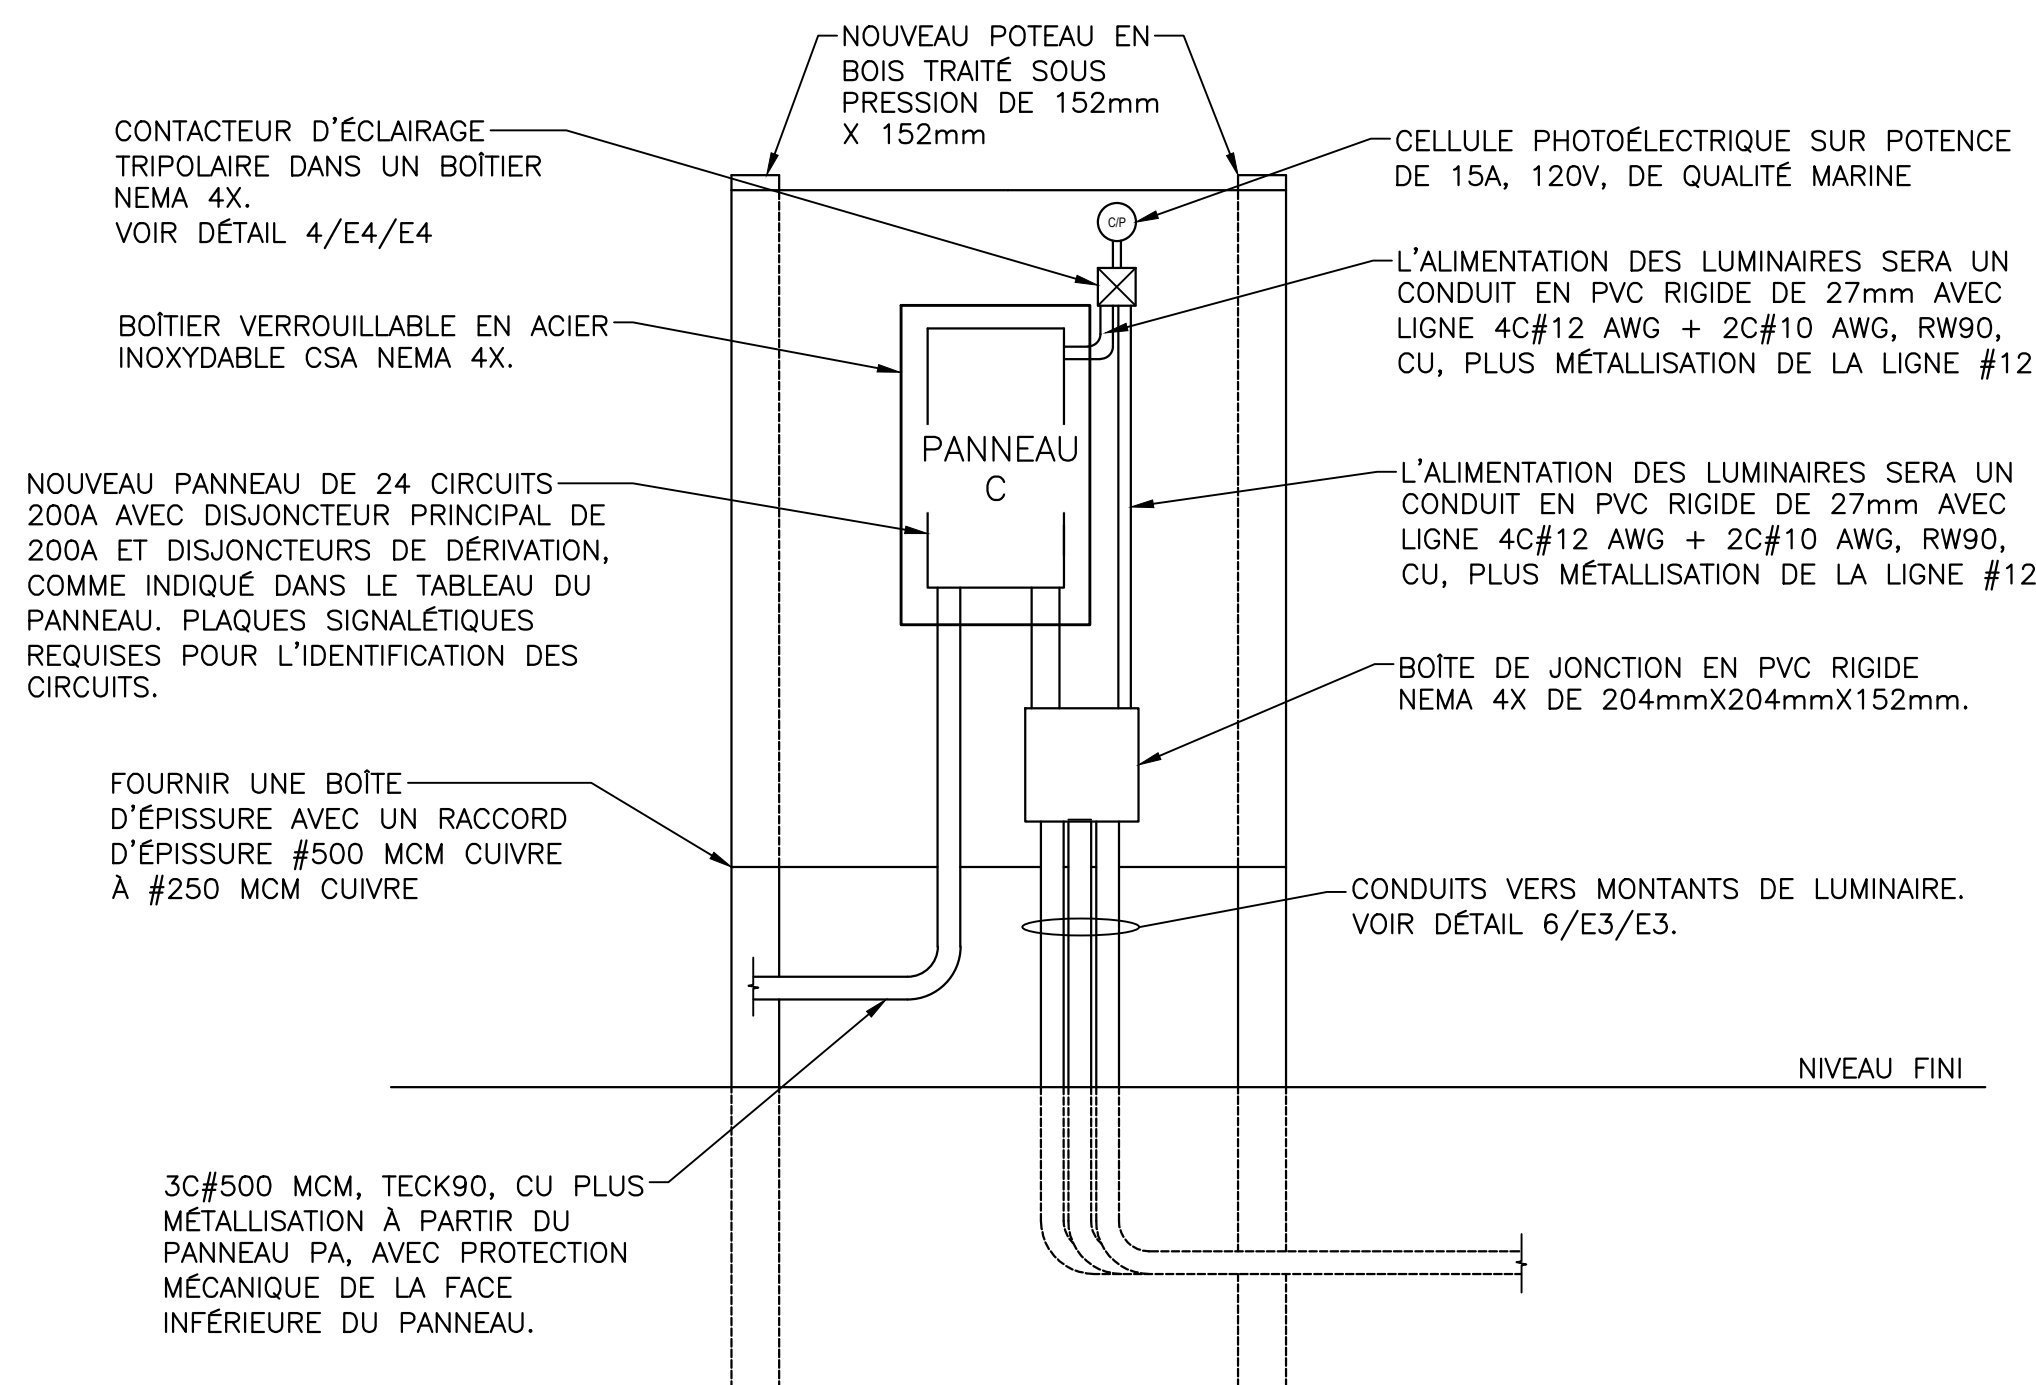 NOUVEAU POTEAU EN
BOIS TRAITÉ SOUS
PRESSION DE 152mm
X 152mm
CONTACTEUR D'ÉCLAIRAGE
TRIPOLAIRE DANS UN BOÎTIER
NEMA 4X.
VOIR DÉTAIL 4/E4/E4
CELLULE PHOTOÉLECTRIQUE SUR POTENCE
DE 15A, 120V, DE QUALITÉ MARINE
C/P
L'ALIMENTATION DES LUMINAIRES SERA UN
CONDUIT EN PVC RIGIDE DE 27mm AVEC
LIGNE 4C#12 AWG + 2C#10 AWG, RW90,
CU, PLUS MÉTALLISATION DE LA LIGNE #12
BOÎTIER VERROUILLABLE EN ACIER
INOXYDABLE CSA NEMA 4X.
PANNEAU
C
NOUVEAU PANNEAU DE 24 CIRCUITS
200A AVEC DISJONCTEUR PRINCIPAL DE
200A ET DISJONCTEURS DE DÉRIVATION,
COMME INDIQUÉ DANS LE TABLEAU DU
PANNEAU. PLAQUES SIGNALÉTIQUES
REQUISES POUR L'IDENTIFICATION DES
CIRCUITS.
L'ALIMENTATION DES LUMINAIRES SERA UN
CONDUIT EN PVC RIGIDE DE 27mm AVEC
LIGNE 4C#12 AWG + 2C#10 AWG, RW90,
CU, PLUS MÉTALLISATION DE LA LIGNE #12
BOÎTE DE JONCTION EN PVC RIGIDE
NEMA 4X DE 204mmX204mmX152mm.
FOURNIR UNE BOÎTE
D'ÉPISSURE AVEC UN RACCORD
D'ÉPISSURE #500 MCM CUIVRE
À #250 MCM CUIVRE
CONDUITS VERS MONTANTS DE LUMINAIRE.
VOIR DÉTAIL 6/E3/E3.
NIVEAU FINI
3C#500 MCM, TECK90, CU PLUS
MÉTALLISATION À PARTIR DU
PANNEAU PA, AVEC PROTECTION
MÉCANIQUE DE LA FACE
INFÉRIEURE DU PANNEAU.